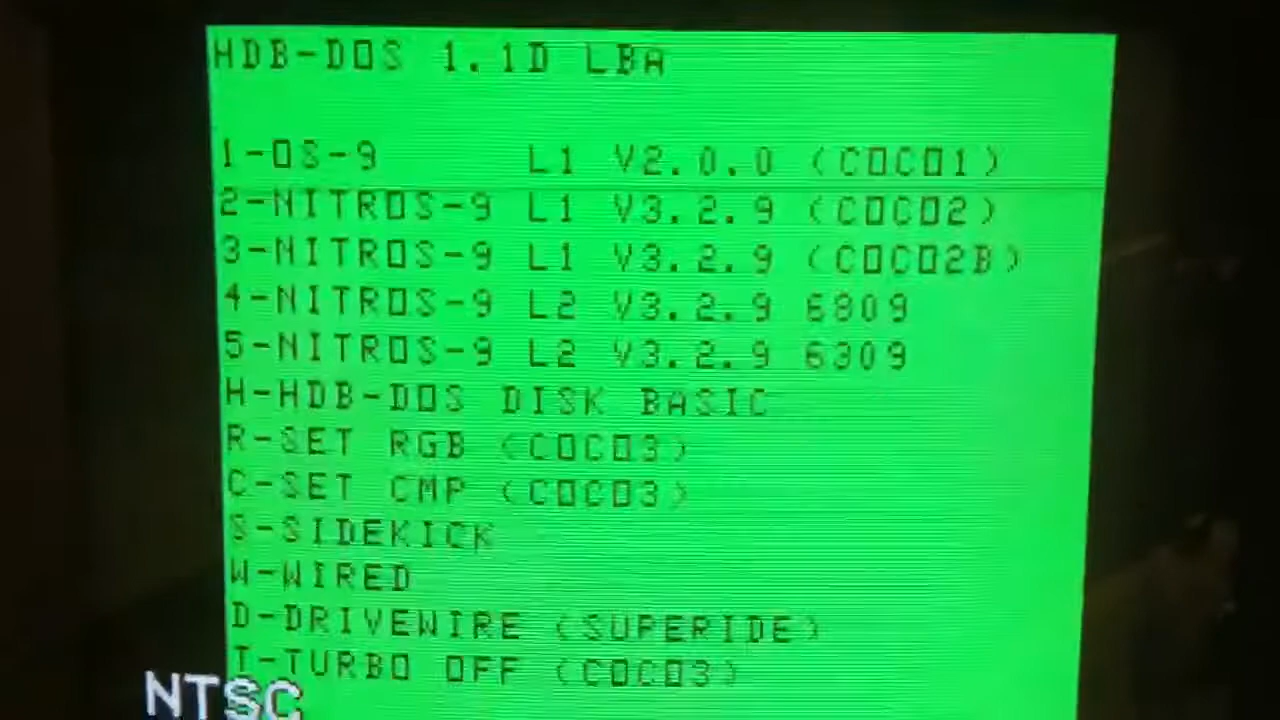 HDB-DOS 1.1D LBA
1-OS-9 L1 V2.0.0 (COCO1)
2-NITROS-9 L1 V3.2.9 (COCO2)
3-NITROS-9 L1 V3.2.9 (COCO2B)
4-NITROS-9 L2 V3.2.9 6809
5-NITROS-9 L2 V3.2.9 6309
H-HDB-DOS DISK BASIC
R-SET RGB (COCO3)
C-SET CMP (COCO3)
S-SIDEKICK
W-WIRED
D-DRIVEWIRE (SUPERIDE)
T-TURBO OFF (COCO3)
NTSC